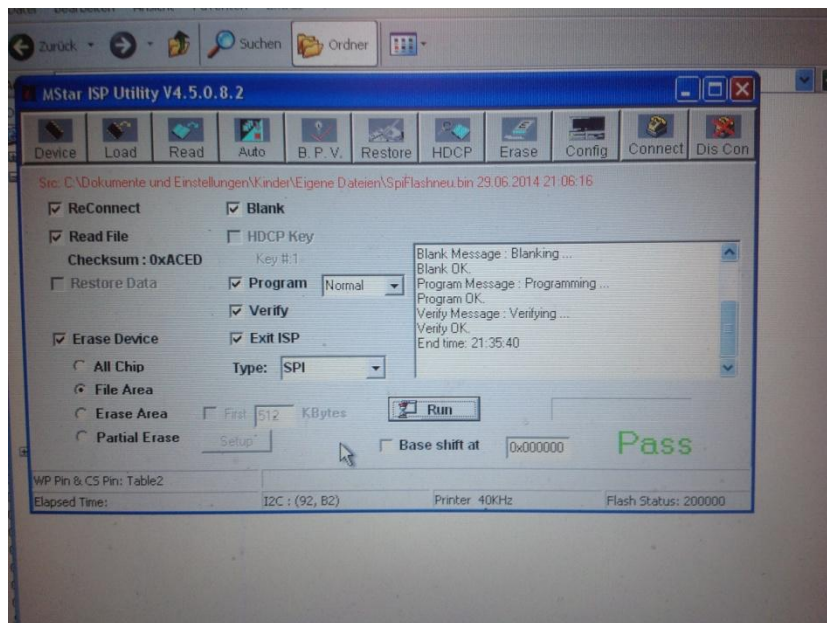 Zurück
Suchen
Ordner
MStar ISP Utility V4.5.0.8.2
Device Load Read Auto B. P. V. Restore HDCP Erase Config Connect Dis Con
Src: C:\Dokumente und Einstellungen\Kinder\Eigene Dateien\SpiFlashneu.bin 29.06.2014 21:06:16
ReConnect
Blank
Read File
HDCP Key
Checksum : 0xACED
Key #:1
Restore Data
Program Normal
Verify
Erase Device
Exit ISP
All Chip
Type: SPI
File Area
Erase Area
First 512 KBytes
Partial Erase
Setup
Blank Message : Blanking ...
Blank OK.
Program Message : Programming ...
Program OK.
Verify Message : Verifying ...
Verify OK.
End time: 21:35:40
Run
Base shift at 0x000000
Pass
WP Pin & CS Pin: Table2
Elapsed Time: I2C : (92, B2) Printer 40KHz Flash Status: 200000